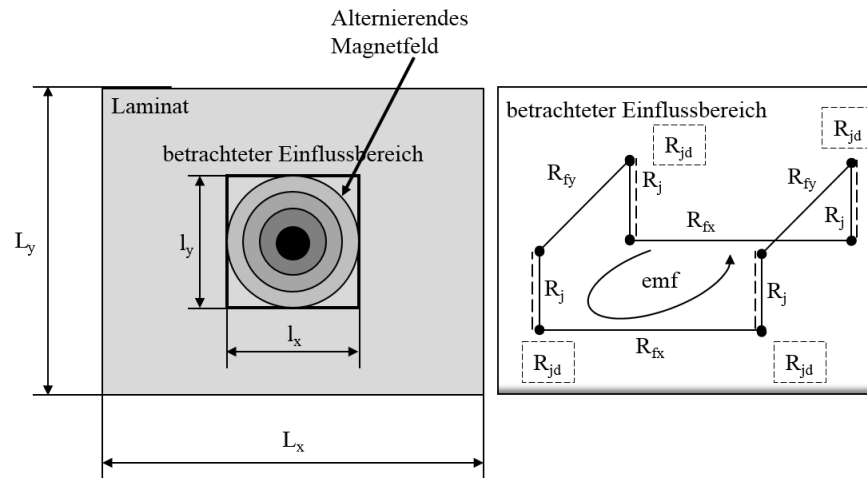 Alternierendes
Magnetfeld
Laminat
betrachteter Einflussbereich
L_y
l_y
l_x
L_x
betrachteter Einflussbereich
R_jd
R_jd
R_fy
R_j
R_fy
R_j
R_fx
R_j
emf
R_j
R_fx
R_jd
R_jd